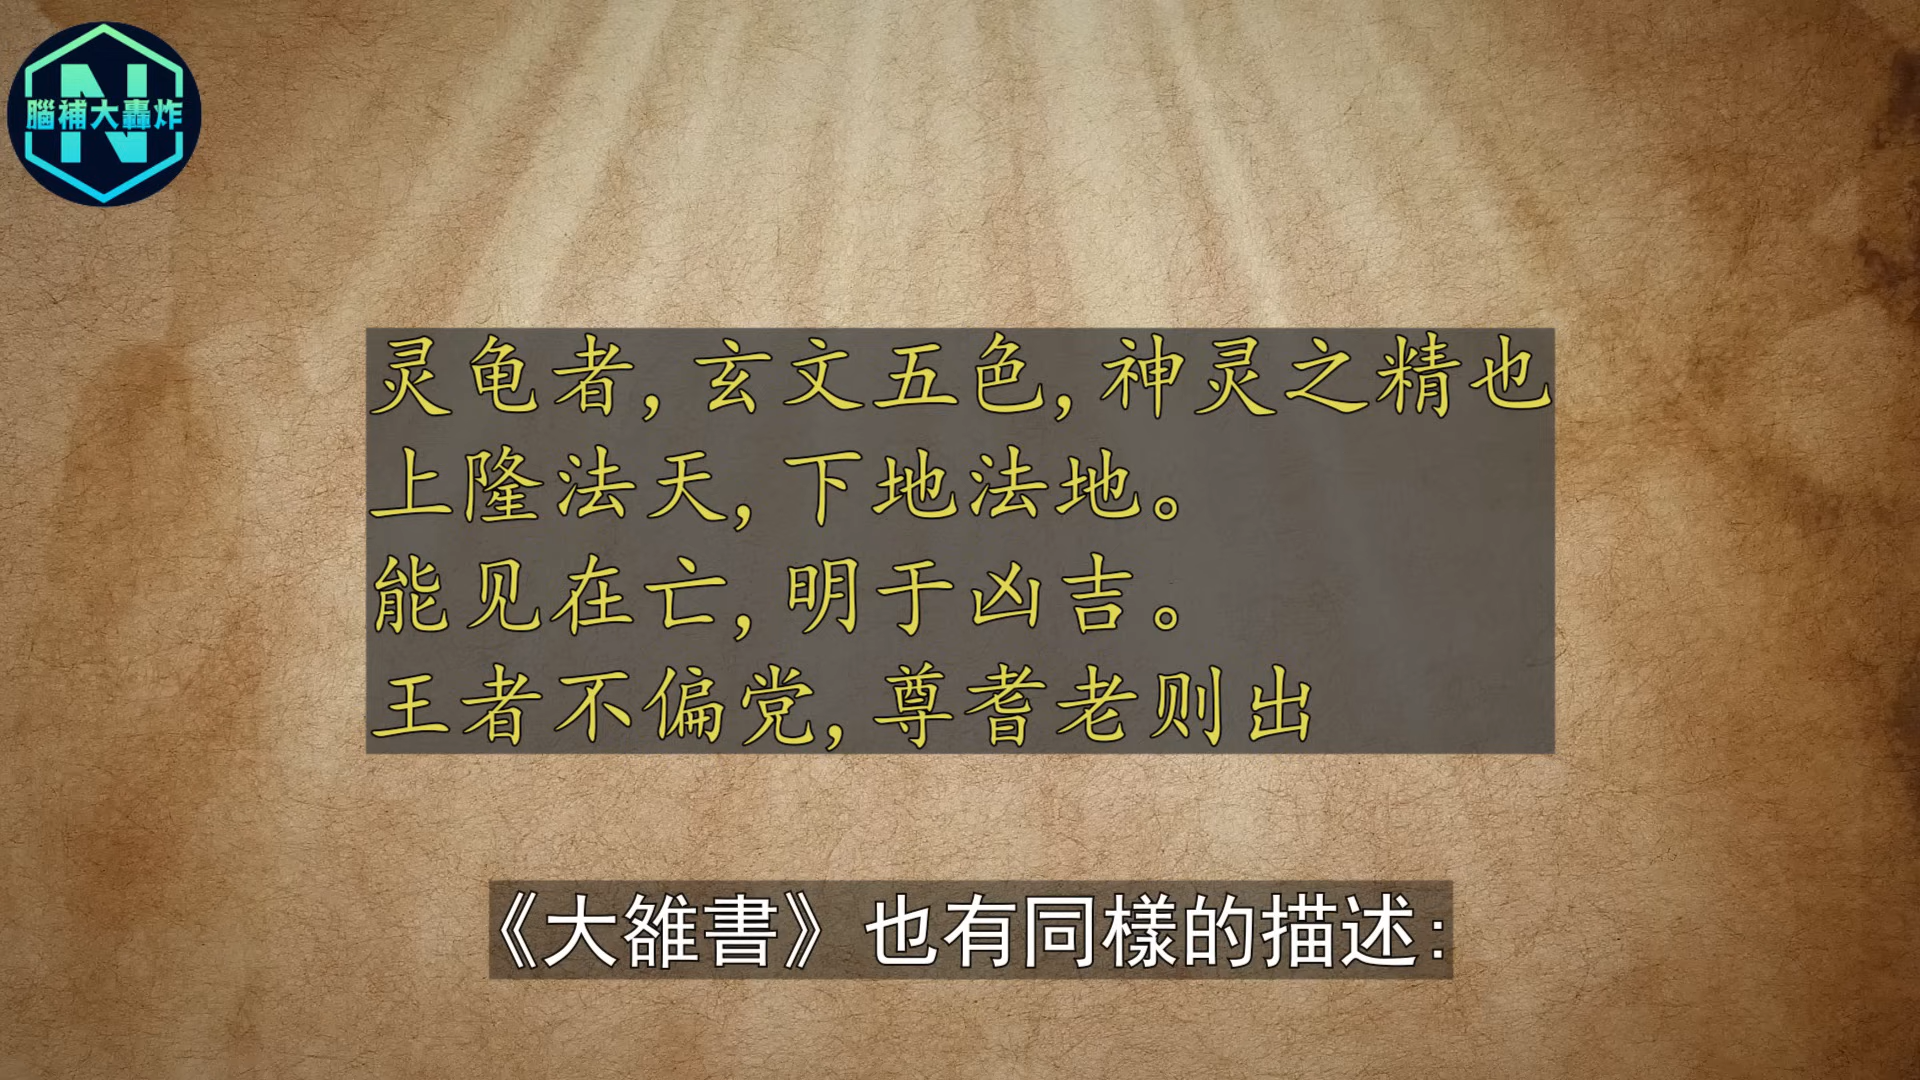 N
腦補大轟炸
灵龟者,玄文五色,神灵之精也
上隆法天,下地法地。
能见在亡,明于凶吉。
王者不偏党,尊耆老则出
《大雒書》也有同樣的描述: